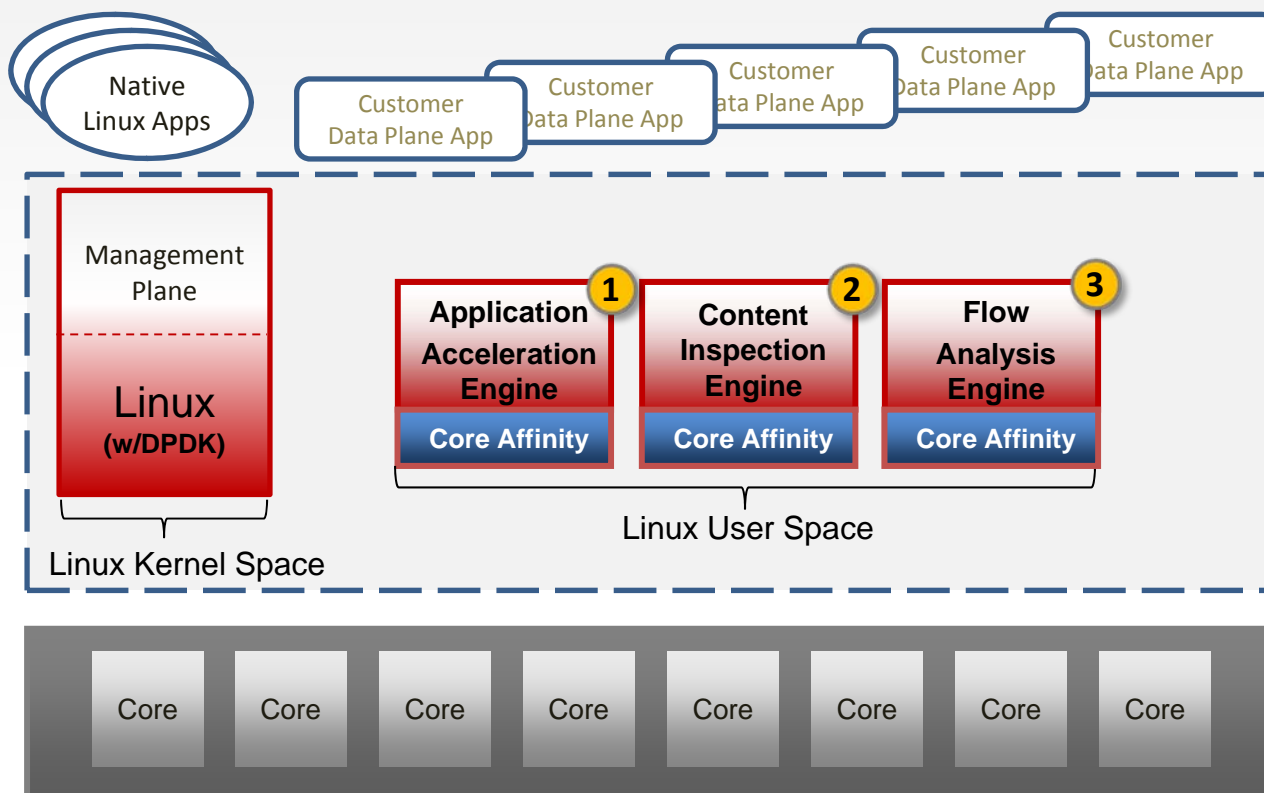 Native
Linux Apps
Customer
Data Plane App
Customer
Data Plane App
Customer
Data Plane App
Customer
Data Plane App
Customer
Data Plane App
Management
Plane
Linux
(w/DPDK)
Linux Kernel Space
1
Application
Acceleration
Engine
Core Affinity
2
Content
Inspection
Engine
Core Affinity
3
Flow
Analysis
Engine
Core Affinity
Linux User Space
Core
Core
Core
Core
Core
Core
Core
Core